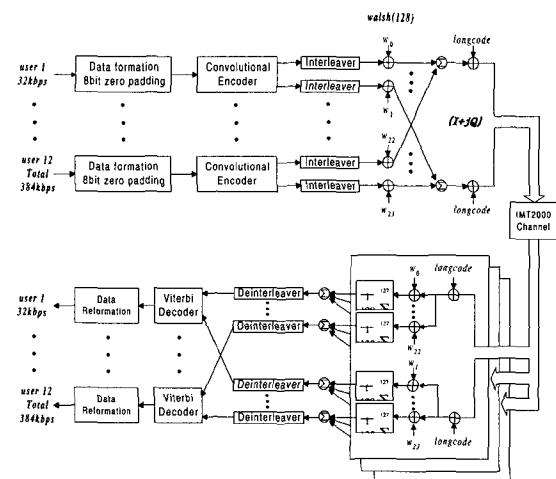 walsh(128)
user 1
32kbps
Data formation
8bit zero padding
Convolutional
Encoder
Interleaver
Interleaver
w0
w1
longcode
(I+jQ)
user 12
Total
384kbps
Data formation
8bit zero padding
Convolutional
Encoder
Interleaver
Interleaver
w22
w23
longcode
IMT2000
Channel
user 1
32kbps
Data
Reformation
Viterbi
Decoder
Deinterleaver
Deinterleaver
127
127
w0
w22
longcode
user 12
Total
384kbps
Data
Reformation
Viterbi
Decoder
Deinterleaver
Deinterleaver
127
127
w1
w23
longcode